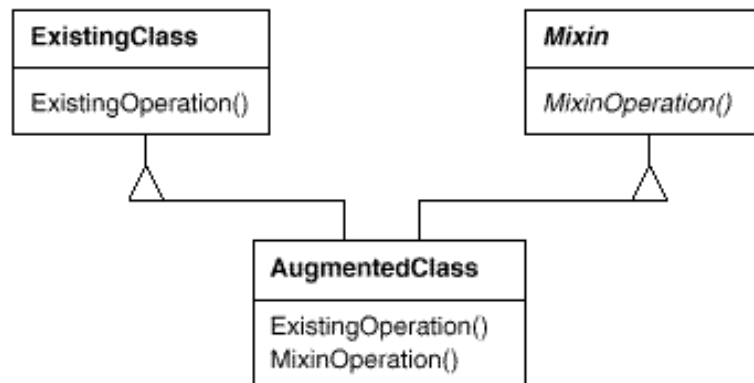 ExistingClass
ExistingOperation()
Mixin
MixinOperation()
AugmentedClass
ExistingOperation()
MixinOperation()